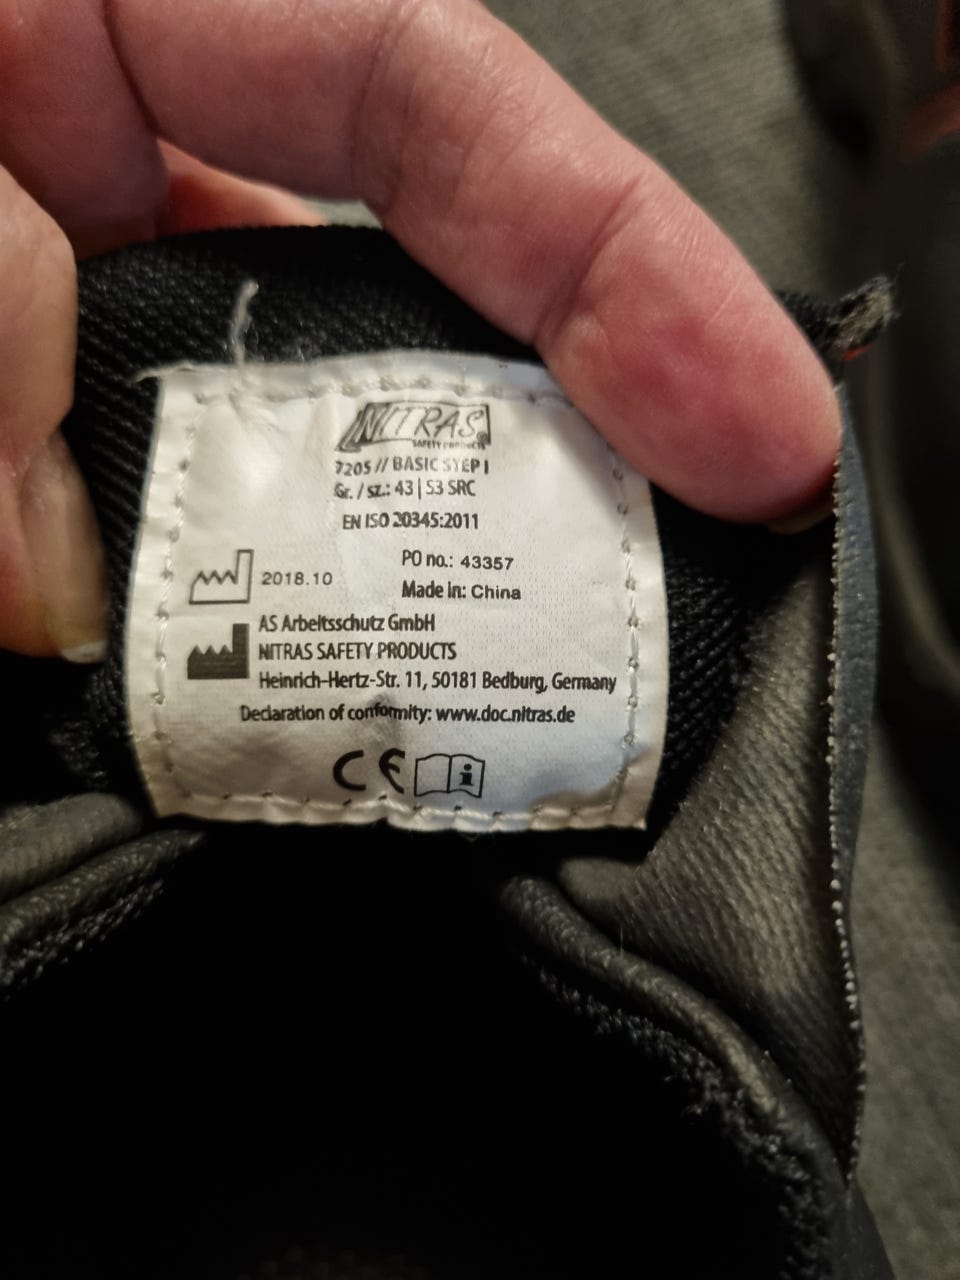 NITRAS
SAFETY PRODUCTS
7205 // BASIC STEP I
Gr. / sz.: 43 | S3 SRC
EN ISO 20345:2011
PO no.: 43357
2018.10
Made in: China
AS Arbeitsschutz GmbH
NITRAS SAFETY PRODUCTS
Heinrich-Hertz-Str. 11, 50181 Bedburg, Germany
Declaration of conformity: www.doc.nitras.de
CE i